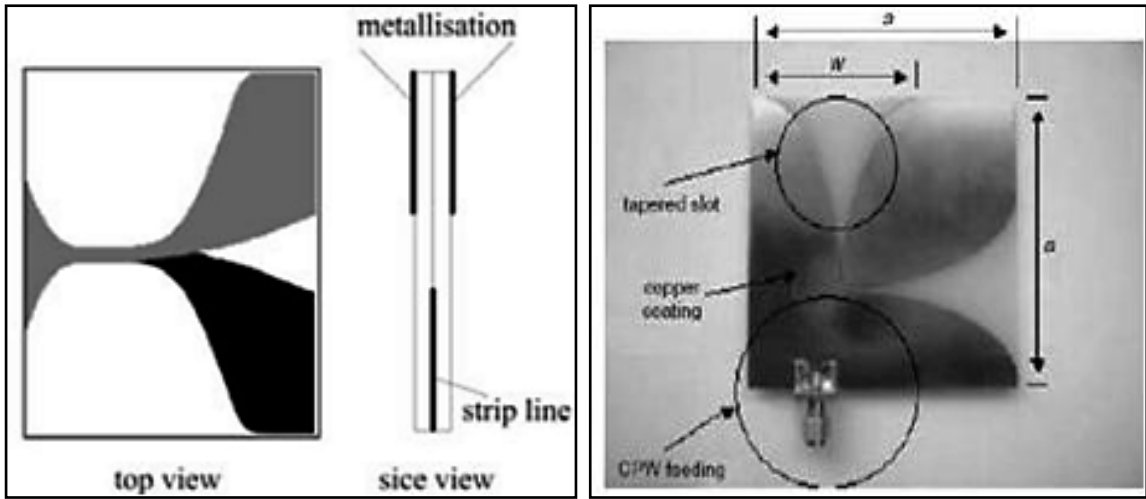 metallisation
strip line
top view
sice view
a
w
tapered slot
copper
coating
a
CPW feeding